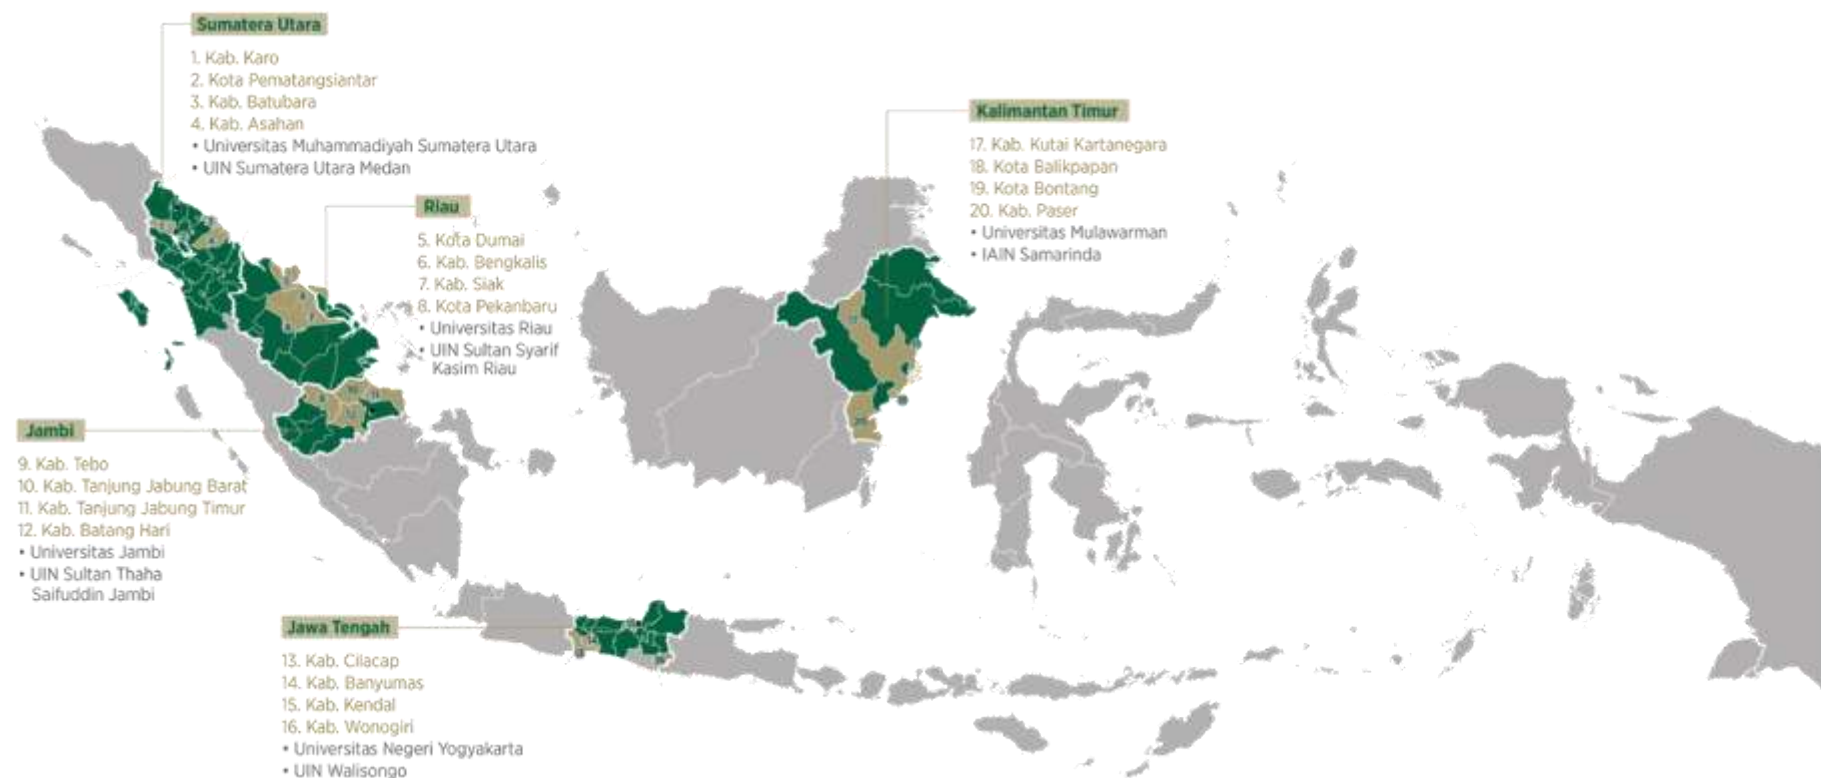 Sumatera Utara
1. Kab. Karo
2. Kota Pematangsiantar
3. Kab. Batubara
4. Kab. Asahan
• Universitas Muhammadiyah Sumatera Utara
• UIN Sumatera Utara Medan
Riau
5. Kota Dumai
6. Kab. Bengkalis
7. Kab. Siak
8. Kota Pekanbaru
• Universitas Riau
• UIN Sultan Syarif
Kasim Riau
Kalimantan Timur
17. Kab. Kutai Kartanegara
18. Kota Balikpapan
19. Kota Bontang
20. Kab. Paser
• Universitas Mulawarman
• IAIN Samarinda
Jambi
9. Kab. Tebo
10. Kab. Tanjung Jabung Barat
11. Kab. Tanjung Jabung Timur
12. Kab. Batang Hari
• Universitas Jambi
• UIN Sultan Thaha
Saifuddin Jambi
Jawa Tengah
13. Kab. Cilacap
14. Kab. Banyumas
15. Kab. Kendal
16. Kab. Wonogiri
• Universitas Negeri Yogyakarta
• UIN Walisongo